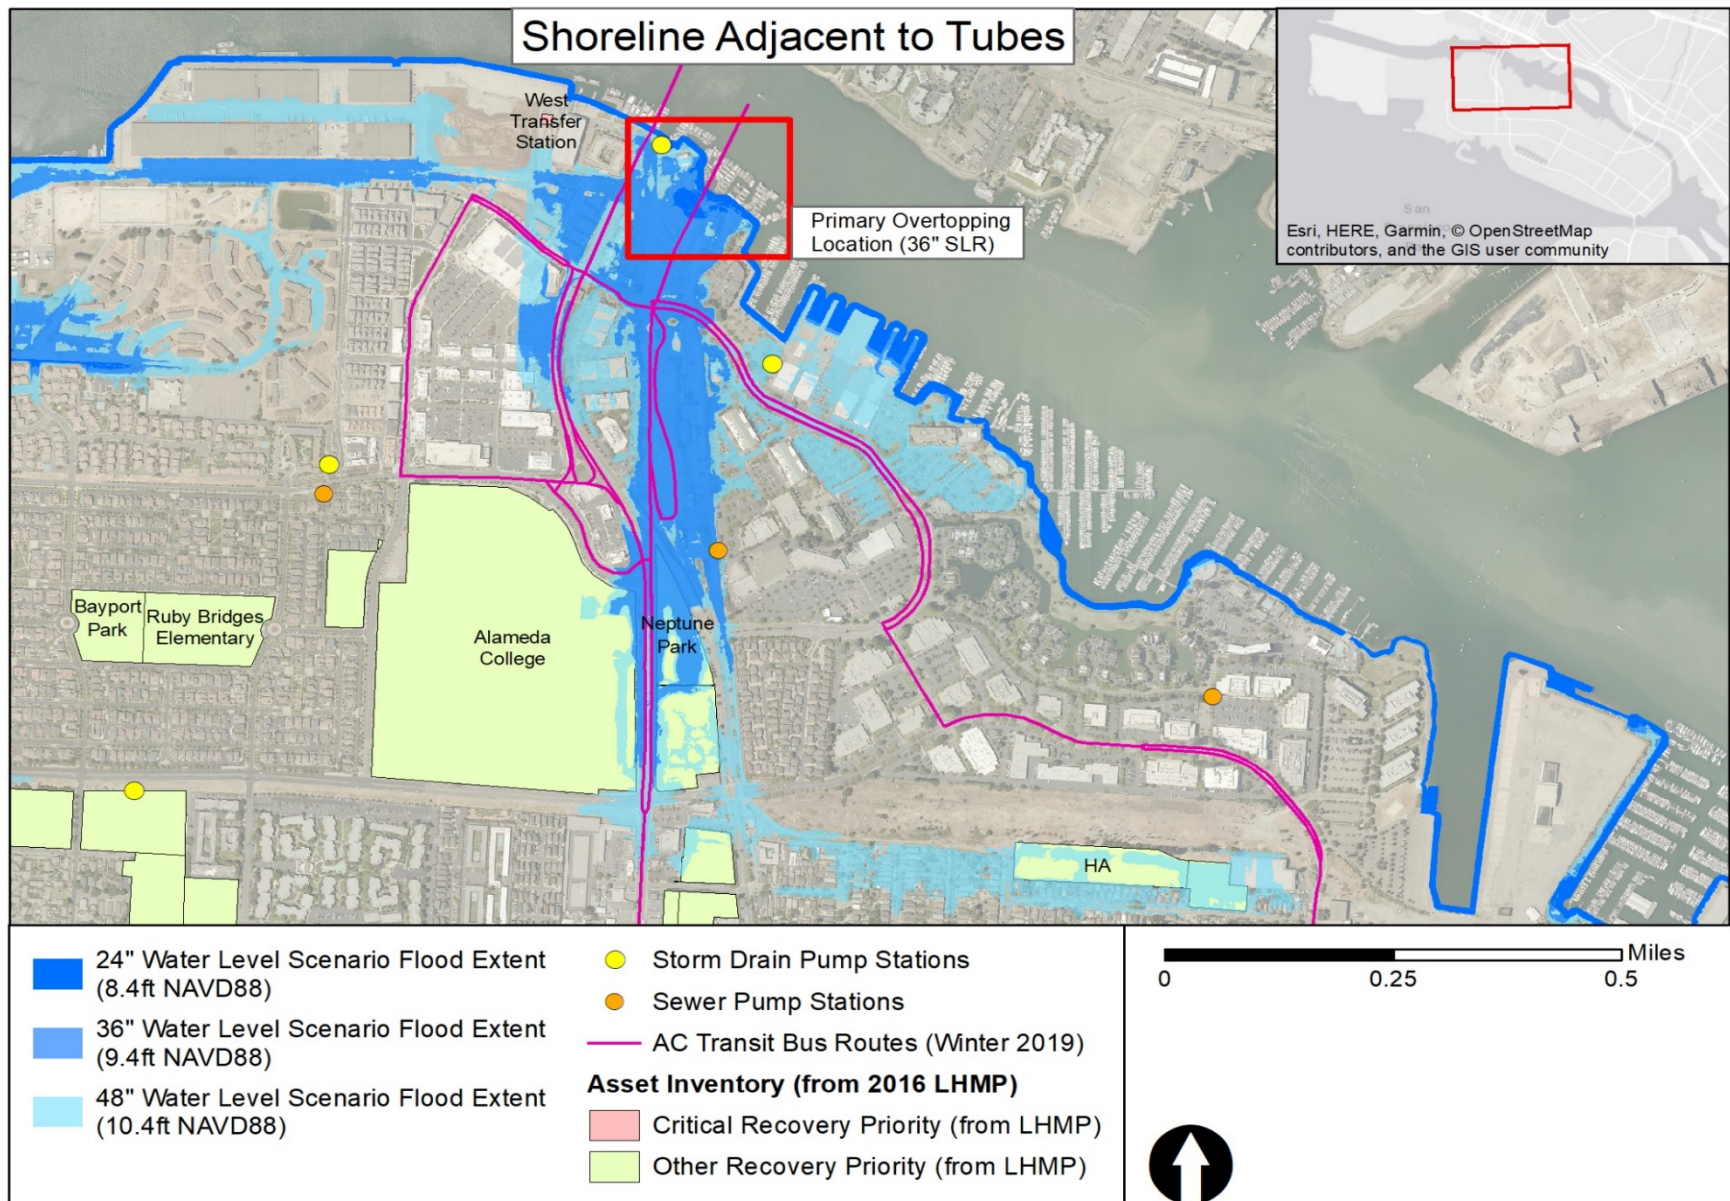 Shoreline Adjacent to Tubes
West
Transfer
Station
Primary Overtopping
Location (36" SLR)
San
Esri, HERE, Garmin, © OpenStreetMap
contributors, and the GIS user community
Bayport
Park
Ruby Bridges
Elementary
Alameda
College
Neptune
Park
HA
24" Water Level Scenario Flood Extent
(8.4ft NAVD88)
36" Water Level Scenario Flood Extent
(9.4ft NAVD88)
48" Water Level Scenario Flood Extent
(10.4ft NAVD88)
Storm Drain Pump Stations
Sewer Pump Stations
AC Transit Bus Routes (Winter 2019)
Asset Inventory (from 2016 LHMP)
Critical Recovery Priority (from LHMP)
Other Recovery Priority (from LHMP)
Miles
0 0.25 0.5